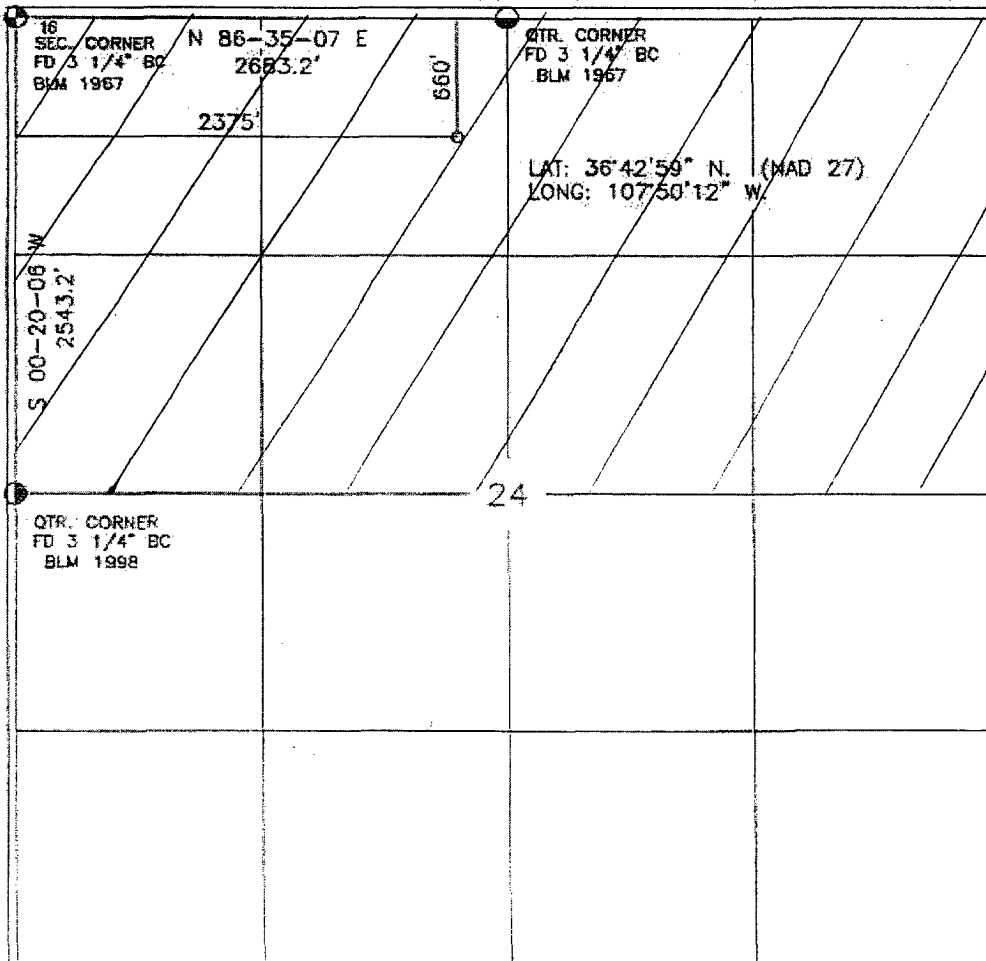 16
SEC. CORNER
FD 3 1/4" BC
BLM 1967
N 86-35-07 E
2683.2'
660'
QTR. CORNER
FD 3 1/4" BC
BLM 1967
2375'
LAT: 36°42'59" N. (NAD 27)
LONG: 107°50'12" W.
S 00-20-06 W
2543.2'
24
QTR. CORNER
FD 3 1/4" BC
BLM 1998